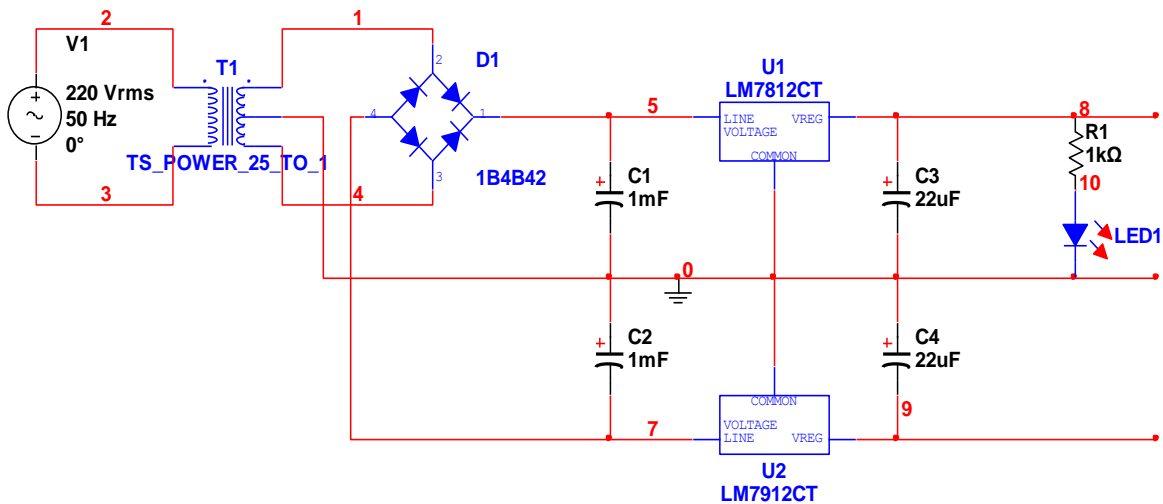 2
V1
220 Vrms
50 Hz
0°
3
T1
TS_POWER_25_TO_1
1
4
D1
2
4
1
3
1B4B42
5
U1
LM7812CT
LINE
VREG
VOLTAGE
COMMON
8
R1
1kΩ
10
LED1
+
C1
1mF
+
C3
22uF
0
+
C2
1mF
+
C4
22uF
9
7
COMMON
VOLTAGE
LINE
VREG
U2
LM7912CT